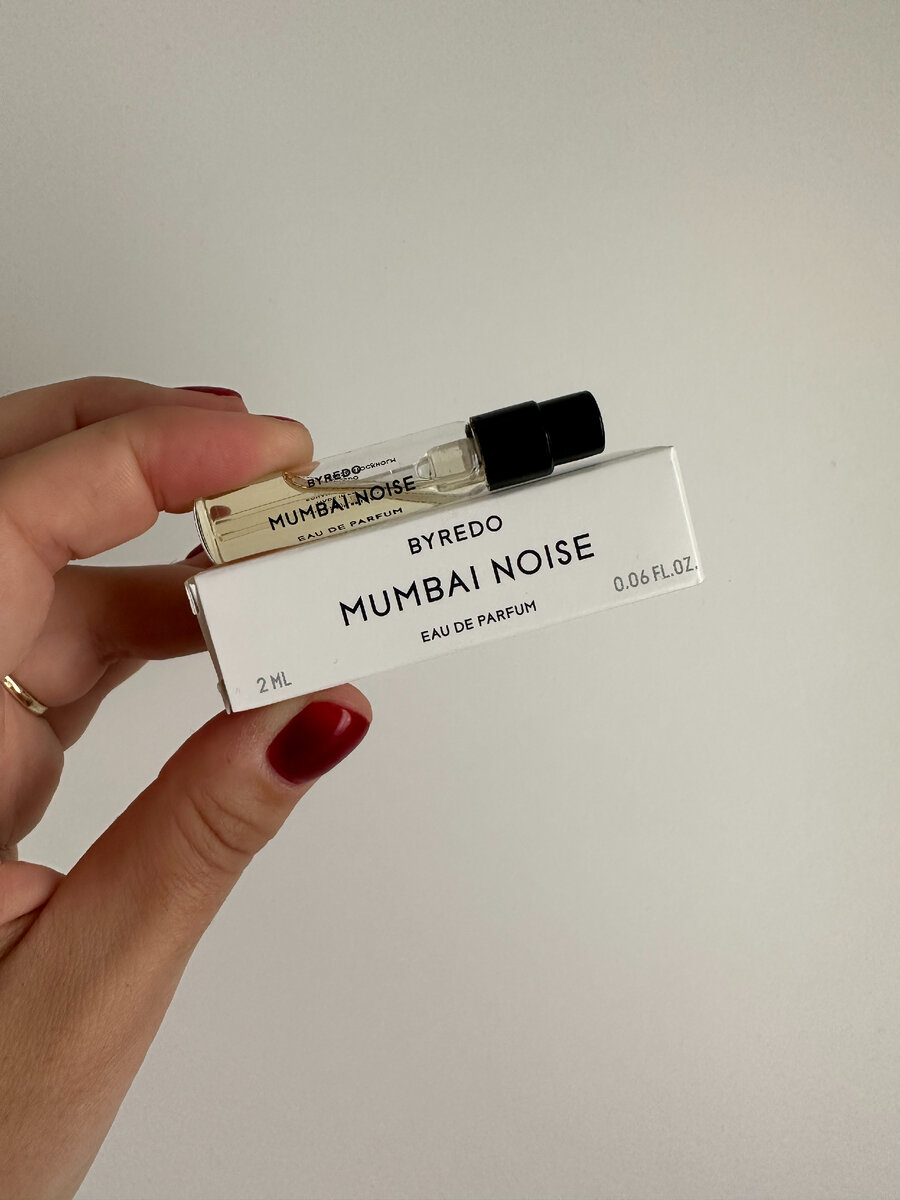 BYREDO
MUMBAI NOISE
EAU DE PARFUM
BYREDO
MUMBAI NOISE
EAU DE PARFUM
2 ML
0.06 FL.OZ.